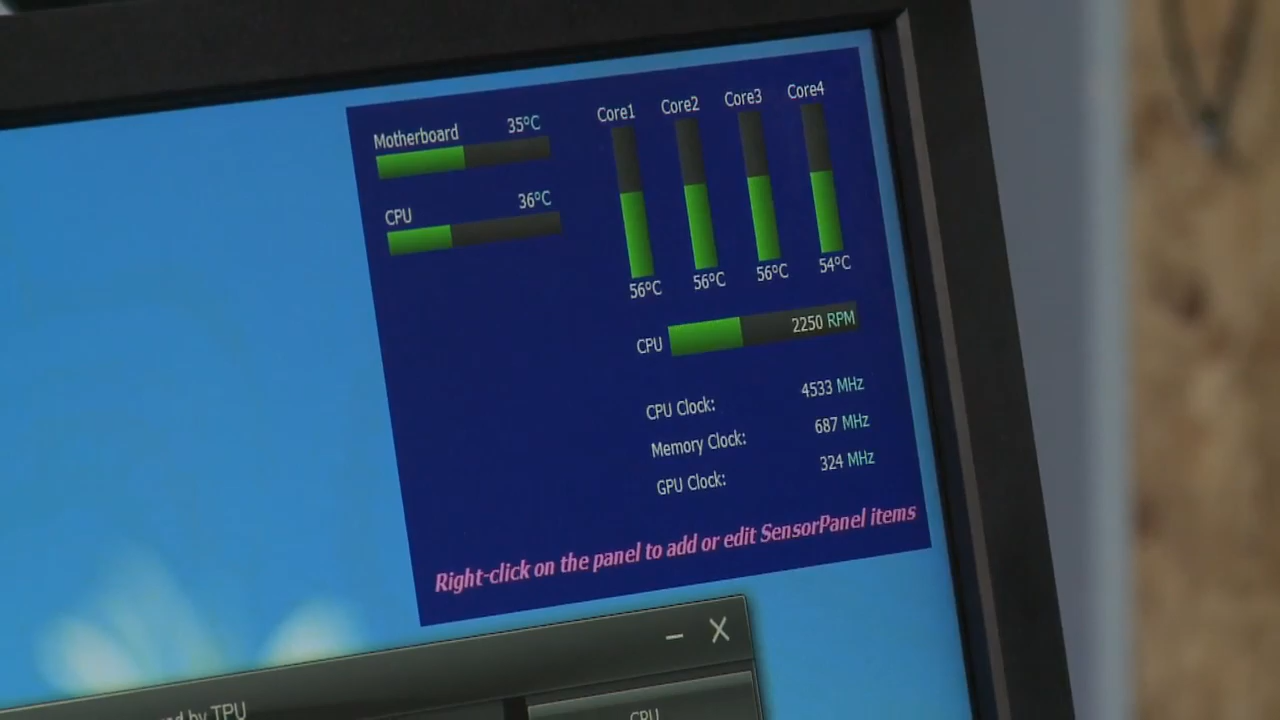 Motherboard 35°C
CPU 36°C
Core1 Core2 Core3 Core4
56°C 56°C 56°C 54°C
CPU 2250 RPM
CPU Clock: 4533 MHz
Memory Clock: 687 MHz
GPU Clock: 324 MHz
Right-click on the panel to add or edit SensorPanel items
by TPU
CPU